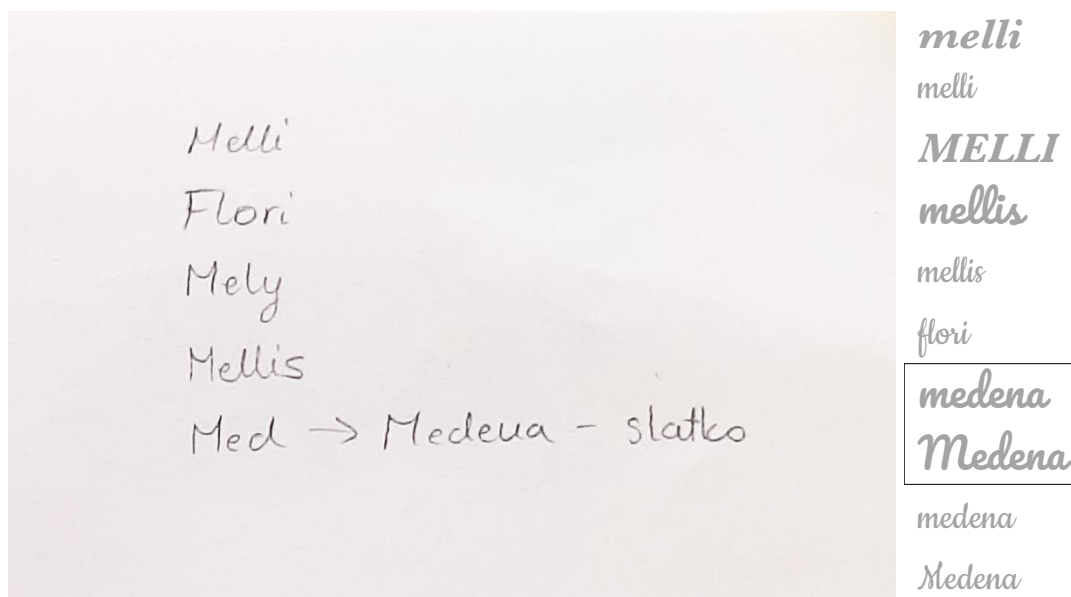 Melli
Flori
Mely
Mellis
Med → Medena - slatko
melli
melli
MELLI
mellis
mellis
flori
medena
Medena
medena
Medena